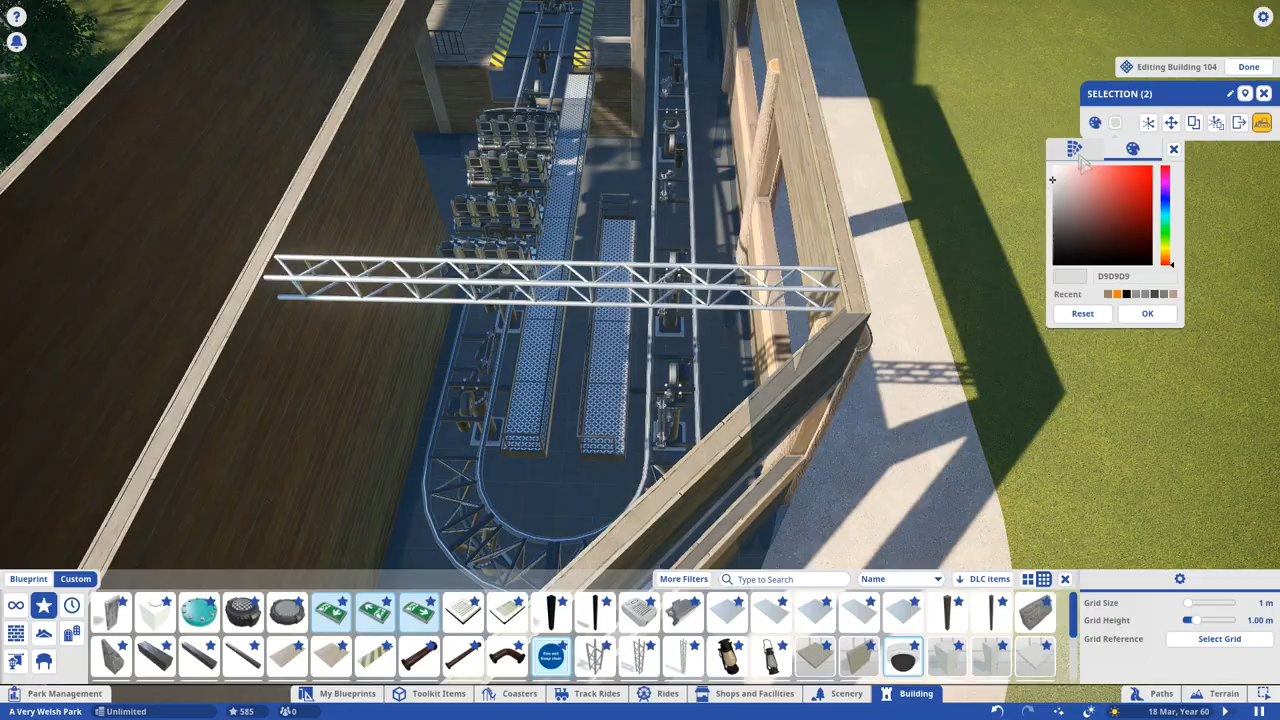 Editing Building 104 Done
SELECTION (2)
D9D9D9
Recent
Reset OK
Blueprint Custom More Filters Type to Search Name DLC items
Grid Size 1 m
Grid Height 1.00 m
Grid Reference Select Grid
Park Management My Blueprints Toolkit Items Coasters Track Rides Rides Shops and Facilities Scenery Building Paths Terrain
A Very Welsh Park Unlimited 585 0 18 Mar, Year 60